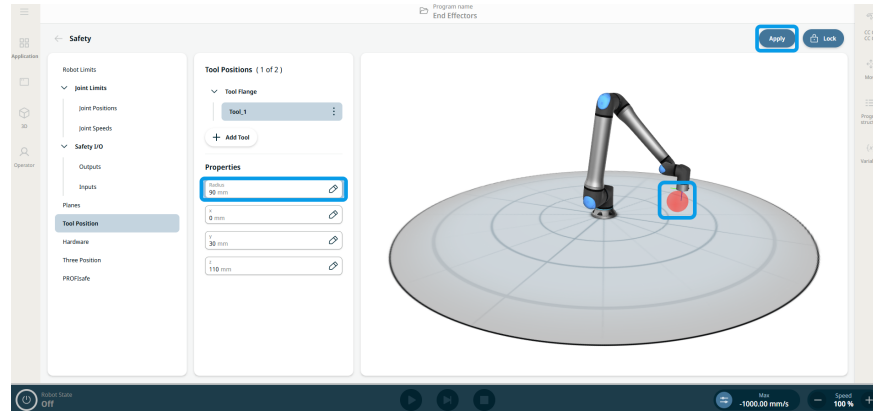 Program name
End Effectors
Safety
Apply
Lock
Application
3D
Operator
Robot Limits
Joint Limits
Joint Positions
Joint Speeds
Safety I/O
Outputs
Inputs
Planes
Tool Position
Hardware
Three Position
PROFIsafe
Tool Positions ( 1 of 2 )
Tool Flange
Tool_1
+ Add Tool
Properties
Radius
90 mm
X
0 mm
Y
30 mm
110 mm
Robot State
Off
Max
-1000.00 mm/s
Speed
100 %